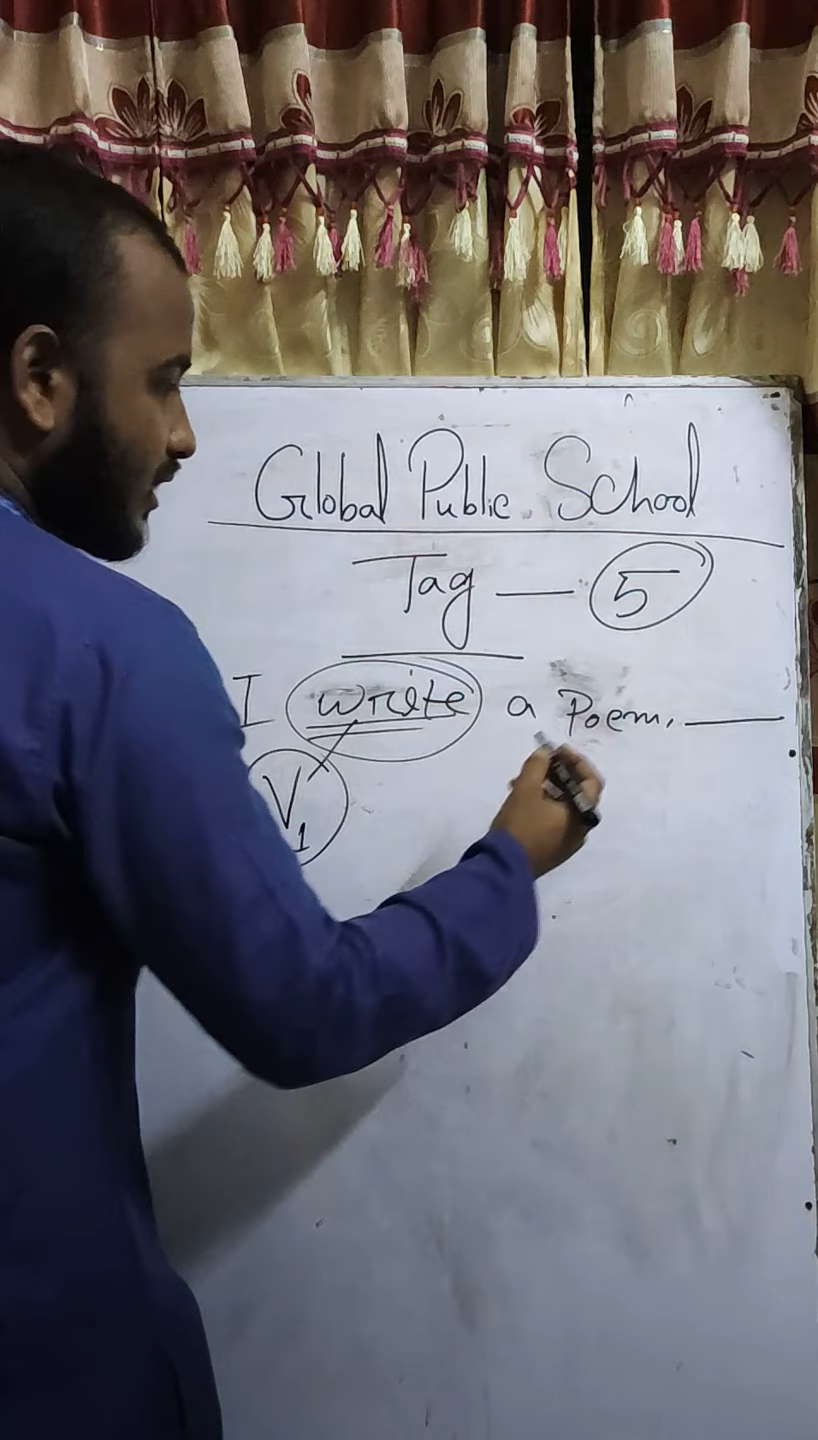 Global Public School
Tag — 5
I write a Poem. ___
V1